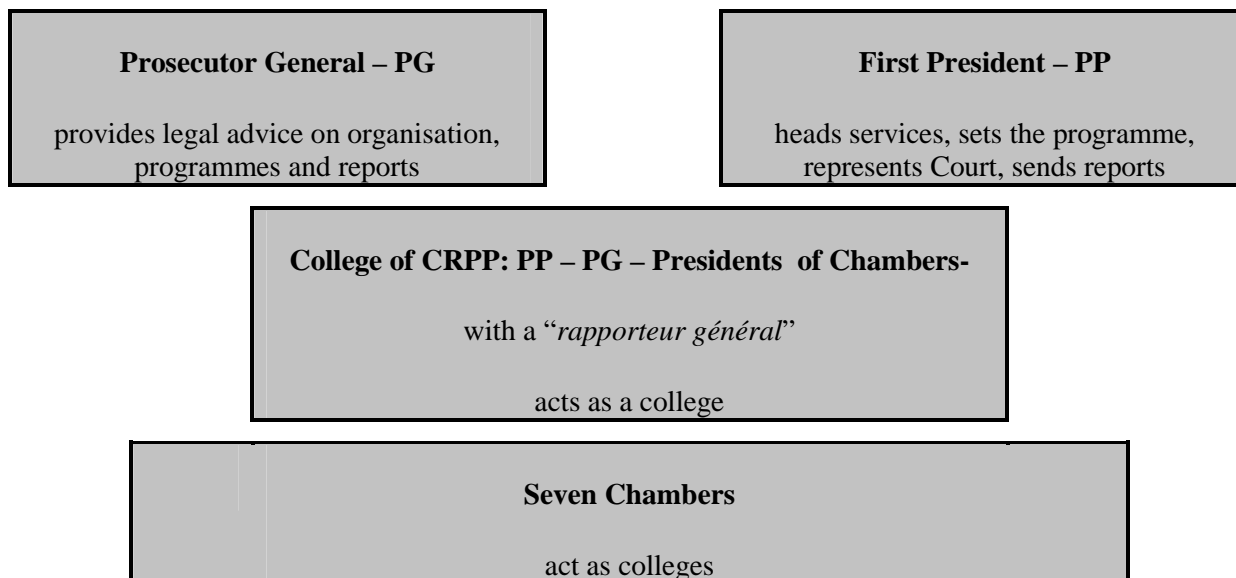 Prosecutor General – PG
provides legal advice on organisation,
programmes and reports
First President – PP
heads services, sets the programme,
represents Court, sends reports
College of CRPP: PP – PG – Presidents of Chambers-
with a “rapporteur général”
acts as a college
Seven Chambers
act as colleges